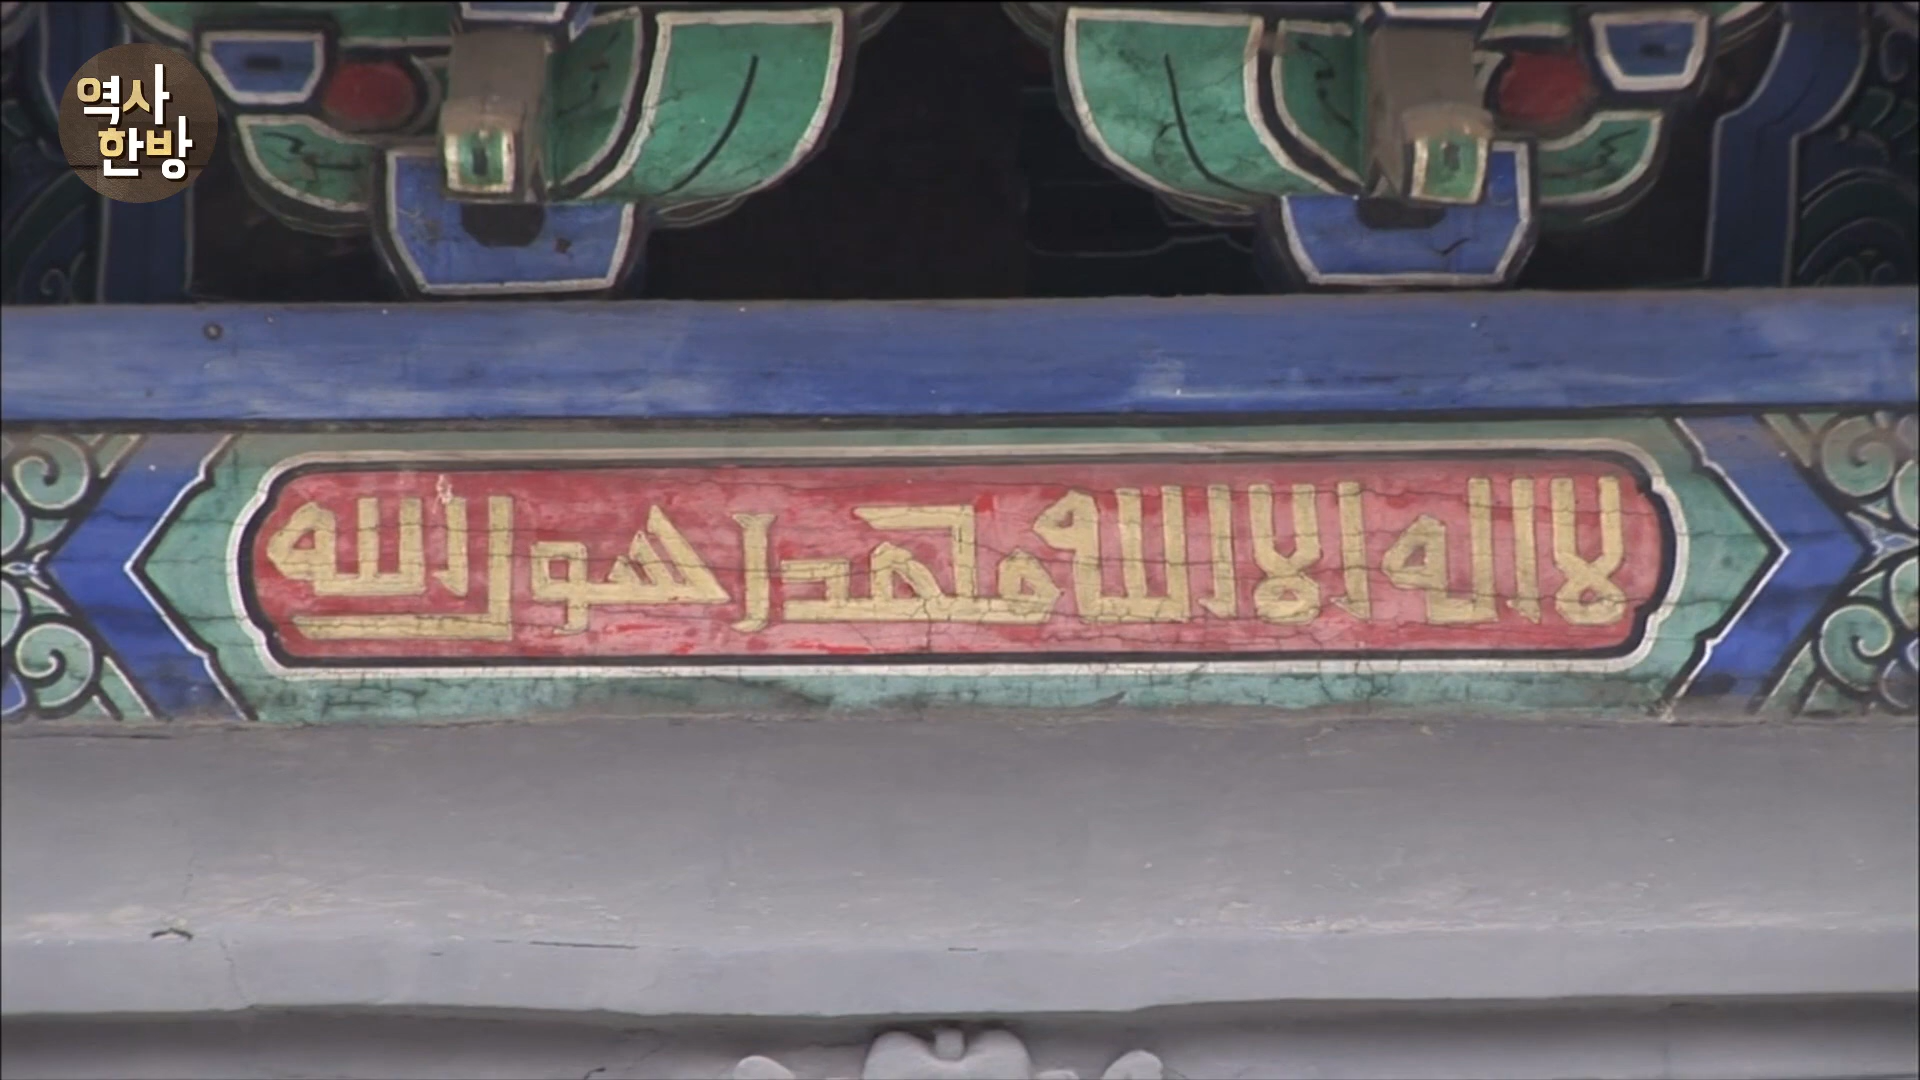 역사
한방
لا اله الا الله محمد رسول الله